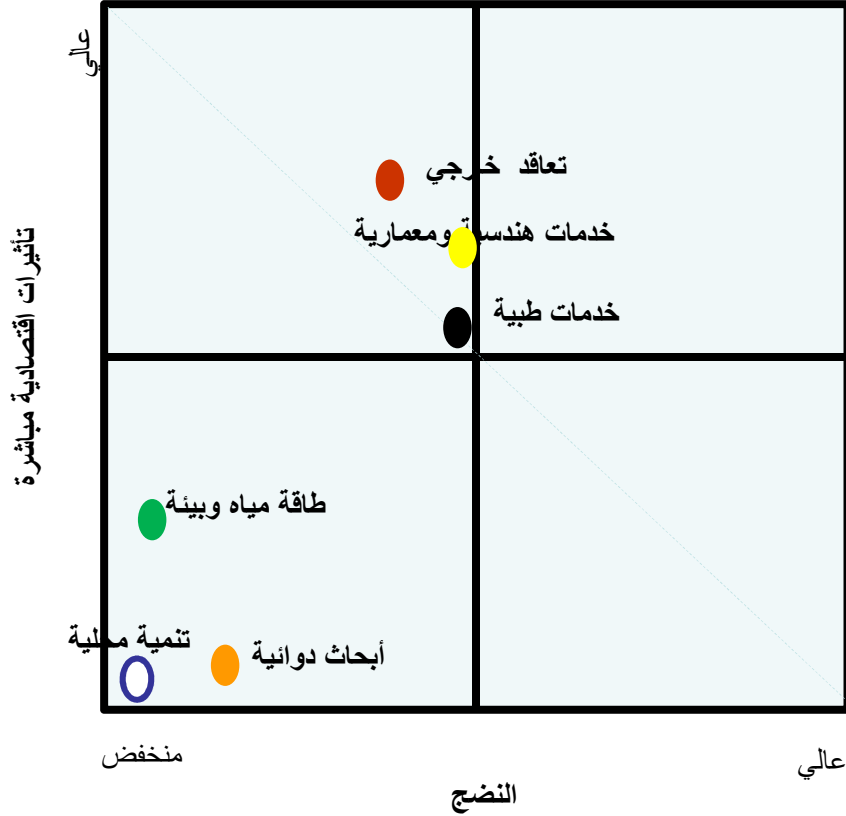 عالي
تعاقد خرجي
خدمات هندسية ومعمارية
خدمات طبية
تأثيرات اقتصادية مباشرة
طاقة مياه وبيئة
تنمية محلية
أبحاث دوائية
منخفض
عالي
النضج